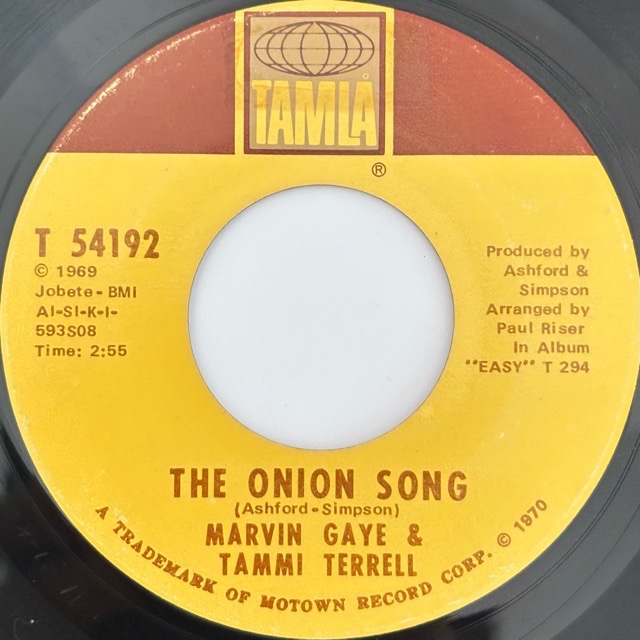 TAMLA
®
T 54192
© 1969
Jobete - BMI
AI-SI-K-I-
593S08
Time: 2:55
Produced by
Ashford &
Simpson
Arranged by
Paul Riser
In Album
"EASY" T 294
THE ONION SONG
(Ashford - Simpson)
MARVIN GAYE &
TAMMI TERRELL
A TRADEMARK OF MOTOWN RECORD CORP. © 1970